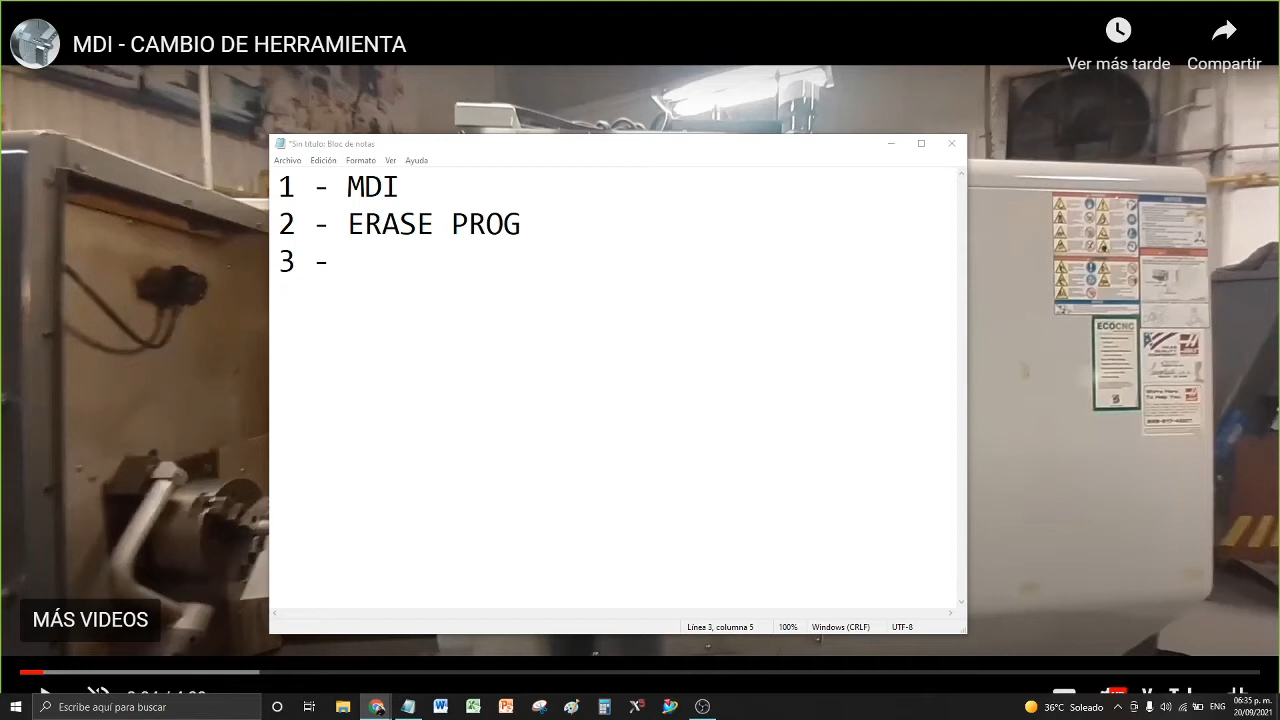 MDI - CAMBIO DE HERRAMIENTA
Ver más tarde
Compartir
*Sin título: Bloc de notas
Archivo Edición Formato Ver Ayuda
1 - MDI
2 - ERASE PROG
3 -
ECOCNC
MÁS VIDEOS
Línea 3, columna 5
100%
Windows (CRLF)
UTF-8
Escribe aquí para buscar
36°C Soleado
ENG
06:35 p. m.
20/09/2021